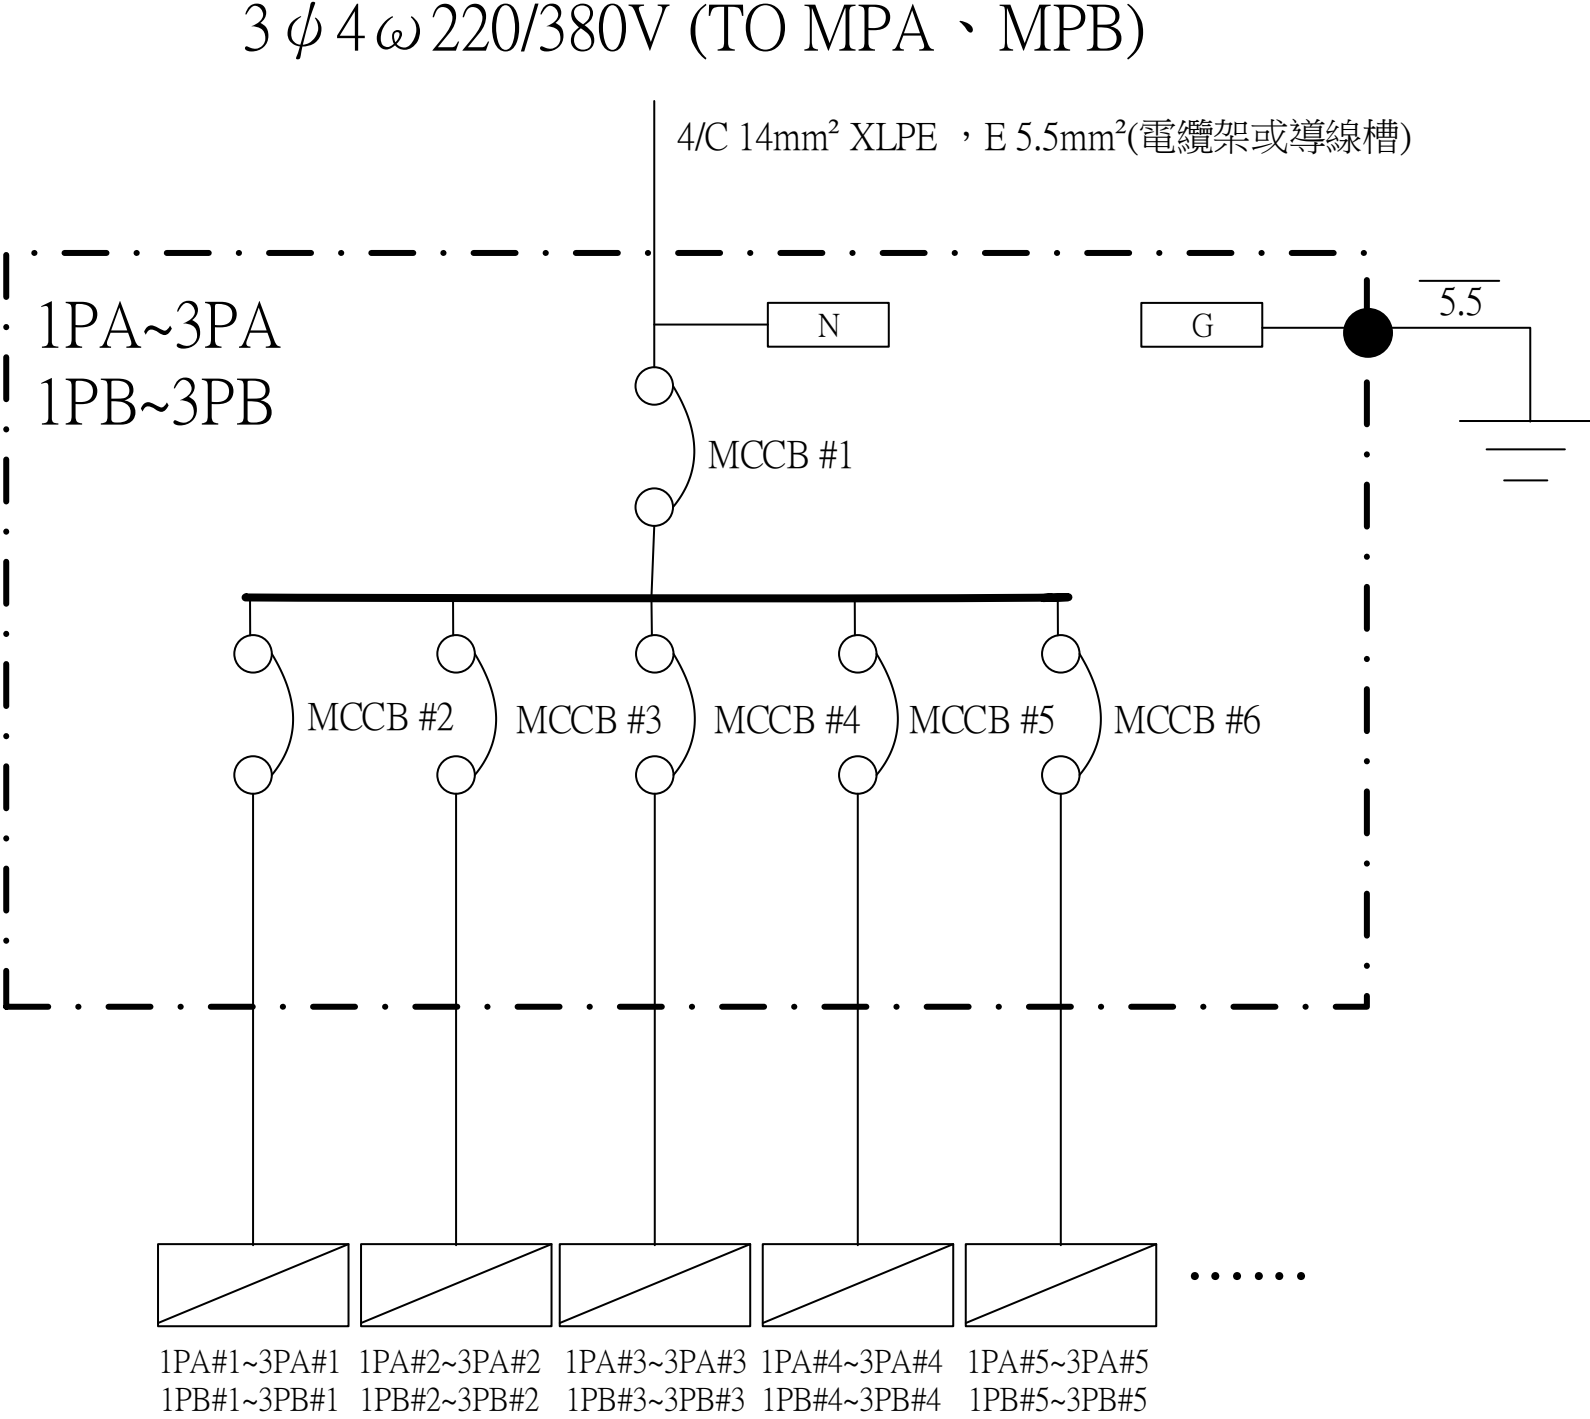 3ψ4ω220/380V (TO MPA、MPB)
4/C 14mm² XLPE ，E 5.5mm²(電纜架或導線槽)
1PA~3PA
1PB~3PB
N
G
5.5
MCCB #1
MCCB #2
MCCB #3
MCCB #4
MCCB #5
MCCB #6
1PA#1~3PA#1
1PB#1~3PB#1
1PA#2~3PA#2
1PB#2~3PB#2
1PA#3~3PA#3
1PB#3~3PB#3
1PA#4~3PA#4
1PB#4~3PB#4
1PA#5~3PA#5
1PB#5~3PB#5